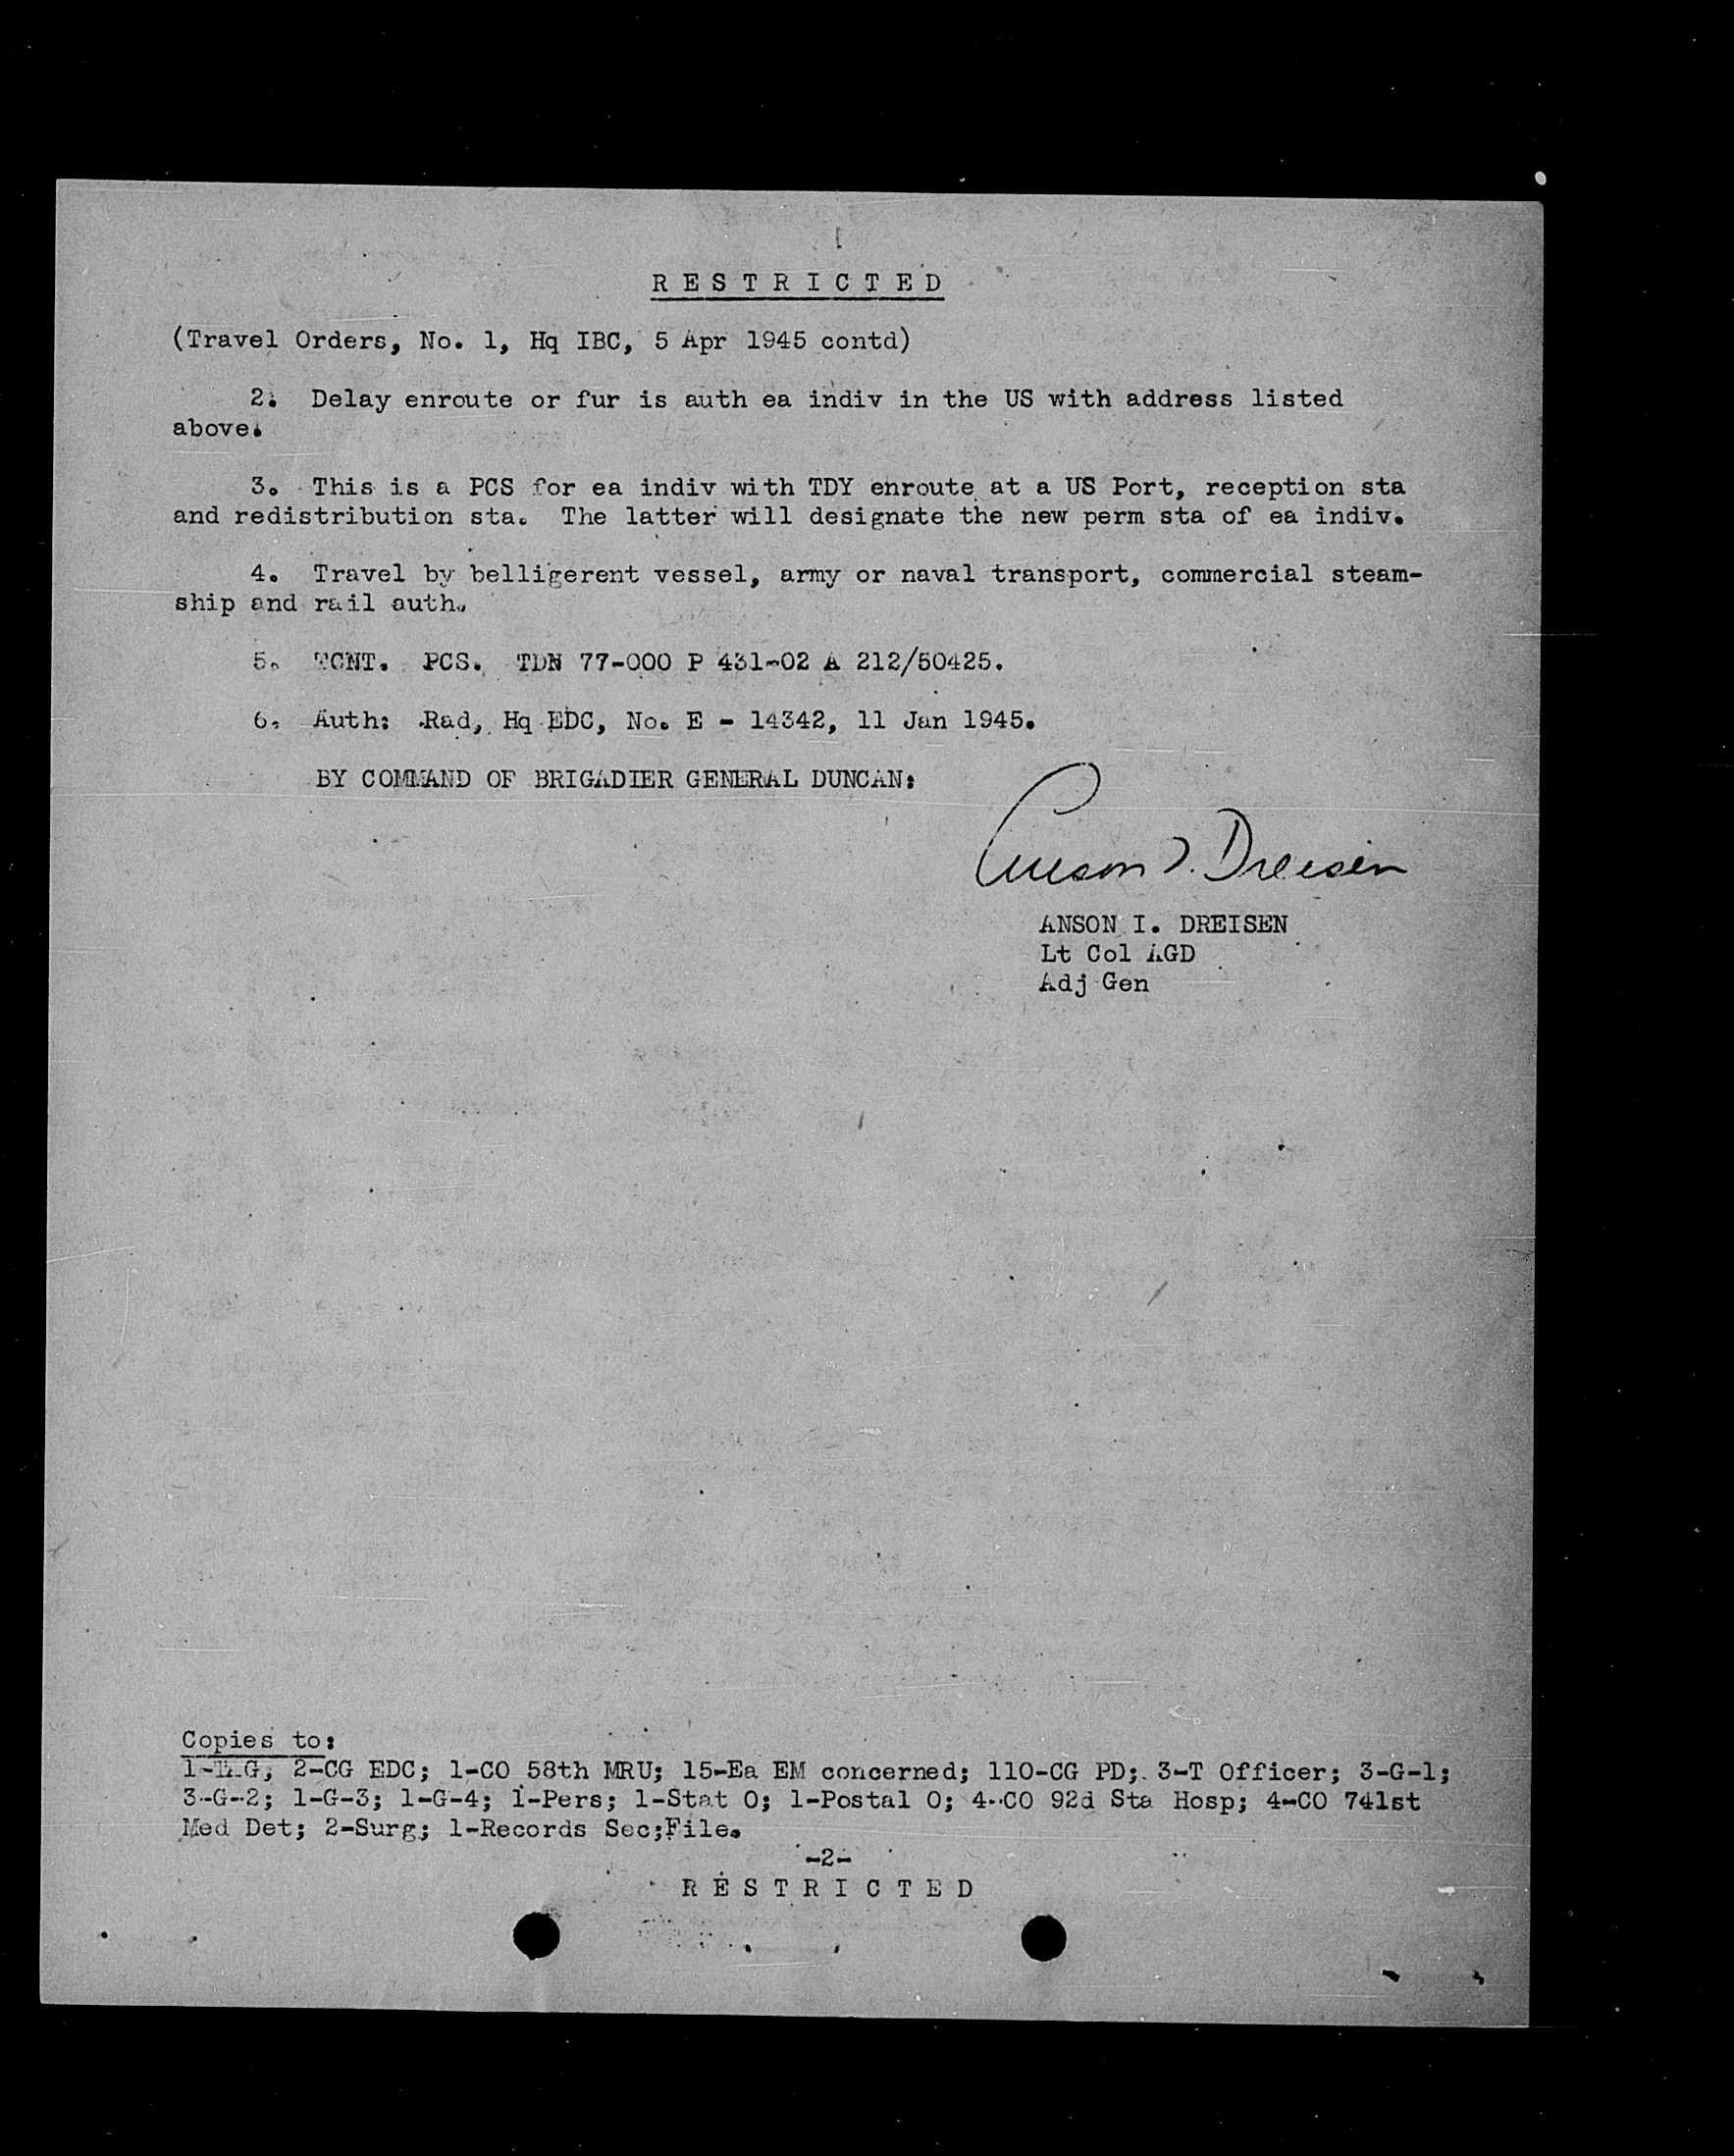 RESTRICTED
(Travel Orders, No. 1, Hq IBC, 5 Apr 1945 contd)
2. Delay enroute or fur is auth ea indiv in the US with address listed
above.
3. This is a PCS for ea indiv with TDY enroute at a US Port, reception sta
and redistribution sta. The latter will designate the new perm sta of ea indiv.
4. Travel by belligerent vessel, army or naval transport, commercial steam-
ship and rail auth.
5. TCNT. PCS. TDN 77-000 P 431-02 A 212/50425.
6. Auth: Rad, Hq EDC, No. E - 14342, 11 Jan 1945.
BY COMMAND OF BRIGADIER GENERAL DUNCAN:
Anson I. Dreisen
ANSON I. DREISEN
Lt Col AGD
Adj Gen
Copies to:
2-CG EDC; 1-CO 58th MRU; 15-Ea EM concerned; 110-CG PD; 3-T Officer; 3-G-1;
3-G-2; 1-G-3; 1-G-4; 1-Pers; 1-Stat O; 1-Postal O; 4-CO 92d Sta Hosp; 4-CO 741st
Med Det; 2-Surg; 1-Records Sec;File.
-2-
RESTRICTED